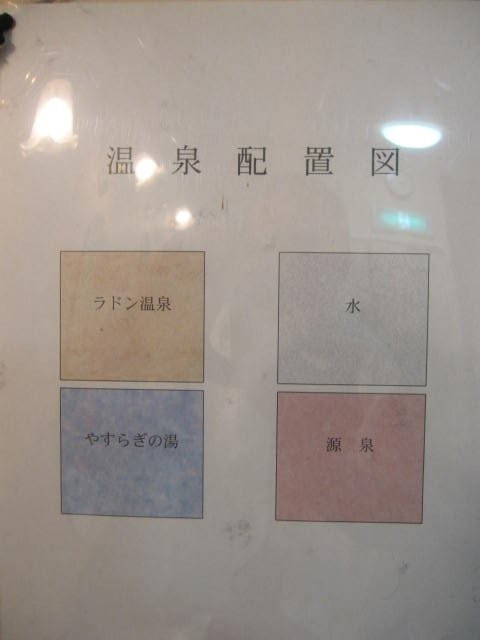 温泉配置図
ラドン温泉
水
やすらぎの湯
源泉